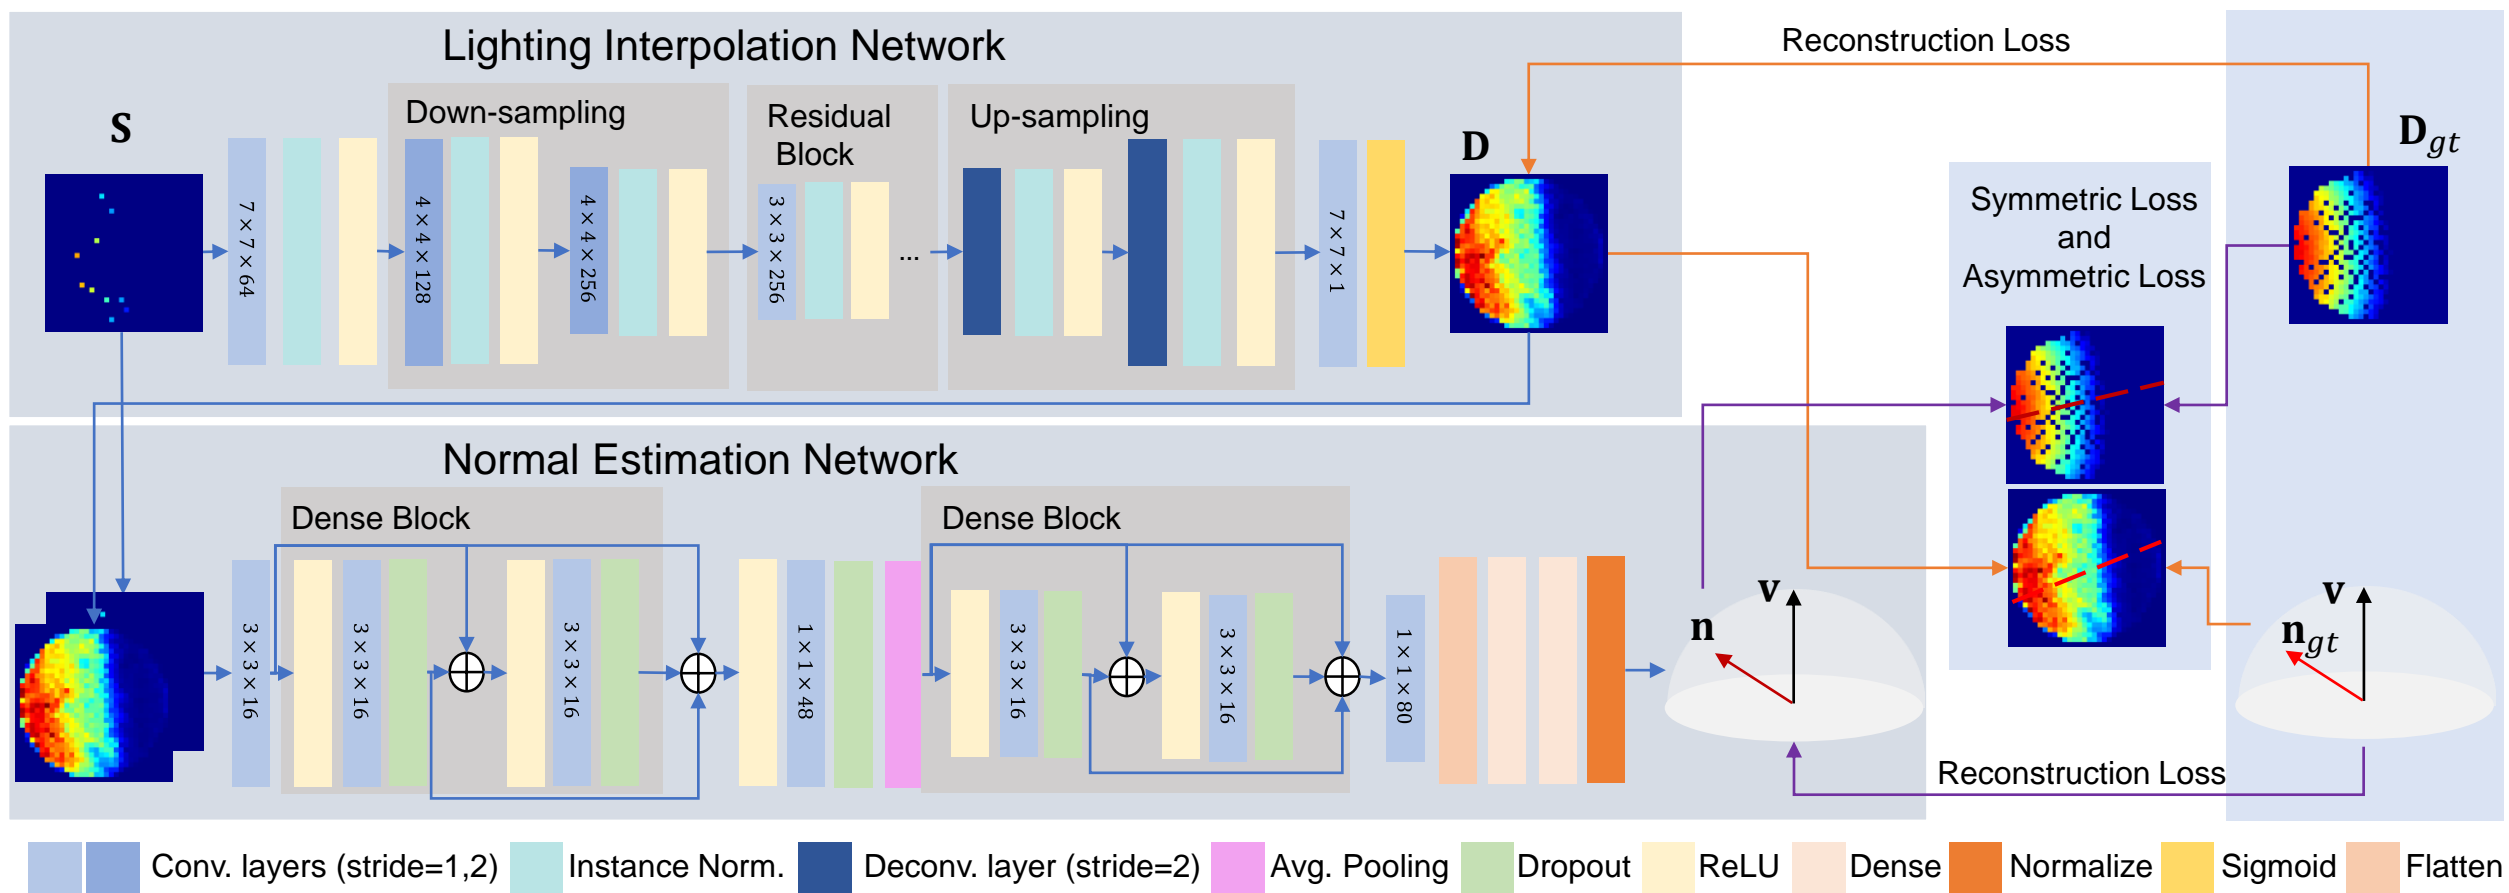 Lighting Interpolation Network
Reconstruction Loss
S
Down-sampling
Residual
Block
Up-sampling
D
D_gt
7 × 7 × 64
4 × 4 × 128
4 × 4 × 256
3 × 3 × 256
...
7 × 7 × 1
Symmetric Loss
and
Asymmetric Loss
Normal Estimation Network
Dense Block
Dense Block
3 × 3 × 16
3 × 3 × 16
3 × 3 × 16
1 × 1 × 48
3 × 3 × 16
3 × 3 × 16
1 × 1 × 80
v
n
v
n_gt
Reconstruction Loss
Conv. layers (stride=1,2)
Instance Norm.
Deconv. layer (stride=2)
Avg. Pooling
Dropout
ReLU
Dense
Normalize
Sigmoid
Flatten